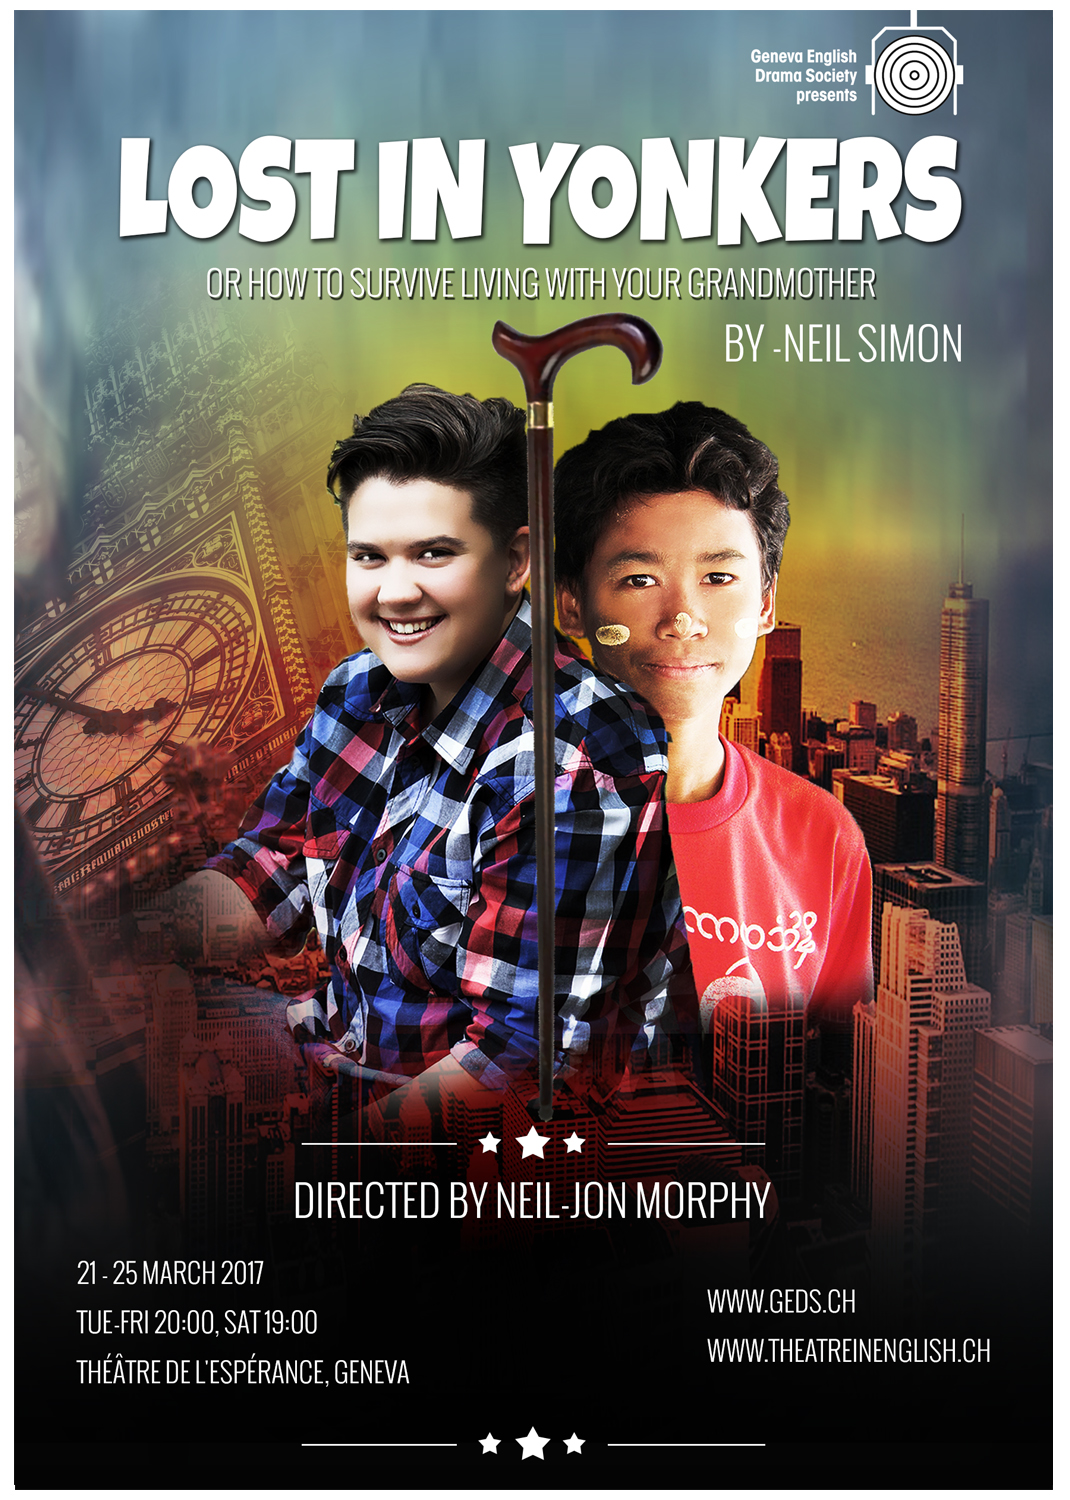 Geneva English
Drama Society
presents
LOST IN YONKERS
OR HOW TO SURVIVE LIVING WITH YOUR GRANDMOTHER
BY -NEIL SIMON
DIRECTED BY NEIL-JON MORPHY
21 - 25 MARCH 2017
TUE-FRI 20:00, SAT 19:00
THÉÂTRE DE L'ESPÉRANCE, GENEVA
WWW.GEDS.CH
WWW.THEATREINENGLISH.CH